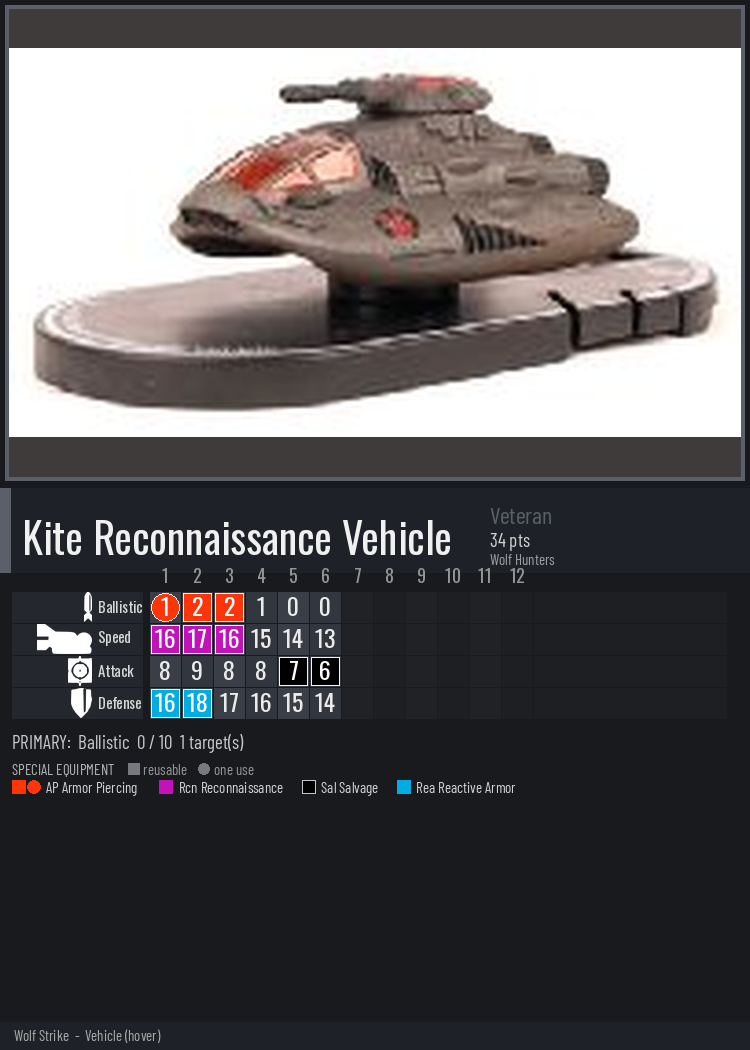 Kite Reconnaissance Vehicle
Veteran
34 pts
Wolf Hunters
1 2 3 4 5 6 7 8 9 10 11 12
Ballistic 1 2 2 1 0 0
Speed 16 17 16 15 14 13
Attack 8 9 8 8 7 6
Defense 16 18 17 16 15 14
PRIMARY: Ballistic 0 / 10 1 target(s)
SPECIAL EQUIPMENT reusable one use
AP Armor Piercing Rcn Reconnaissance Sal Salvage Rea Reactive Armor
Wolf Strike - Vehicle (hover)